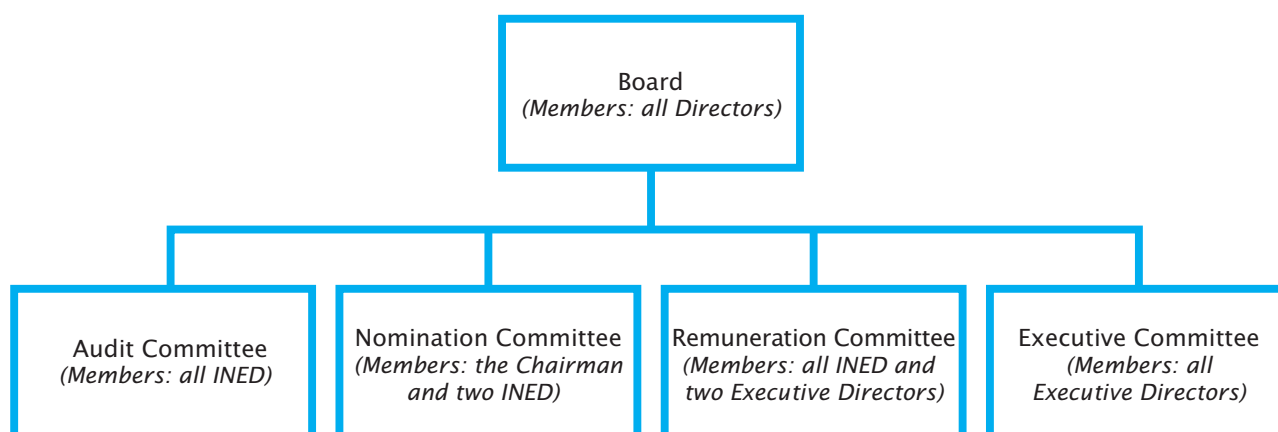 Board
(Members: all Directors)
Audit Committee
(Members: all INED)
Nomination Committee
(Members: the Chairman
and two INED)
Remuneration Committee
(Members: all INED and
two Executive Directors)
Executive Committee
(Members: all
Executive Directors)